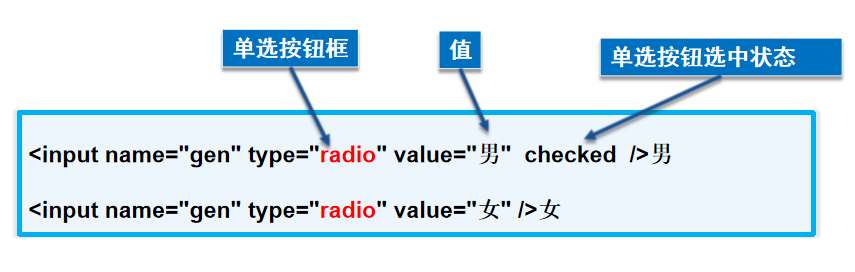 单选按钮框
值
单选按钮选中状态
<input name="gen" type="radio" value="男"  checked  />男
<input name="gen" type="radio" value="女" />女